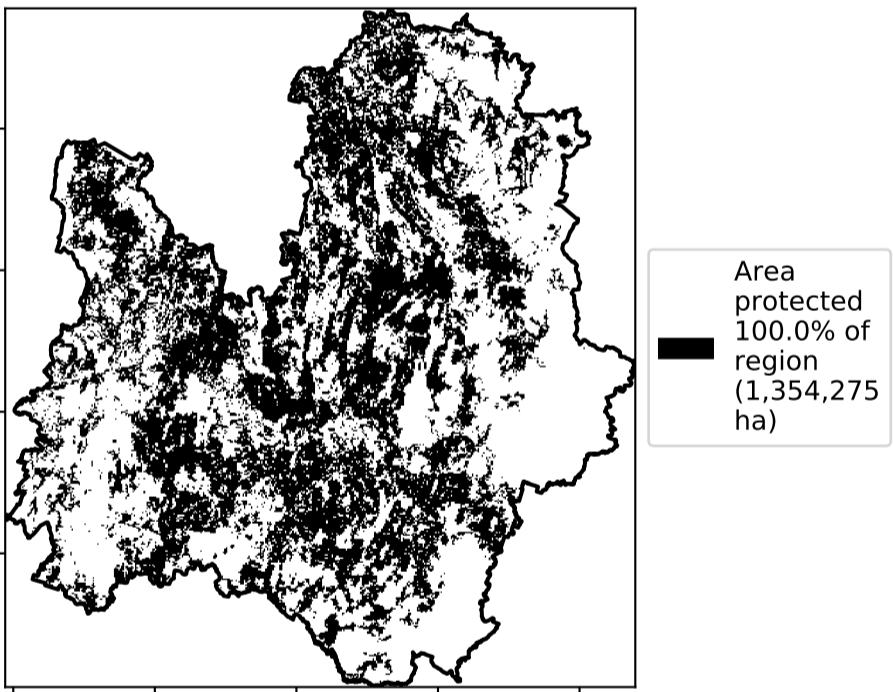 Area
protected
100.0% of
region
(1,354,275
ha)